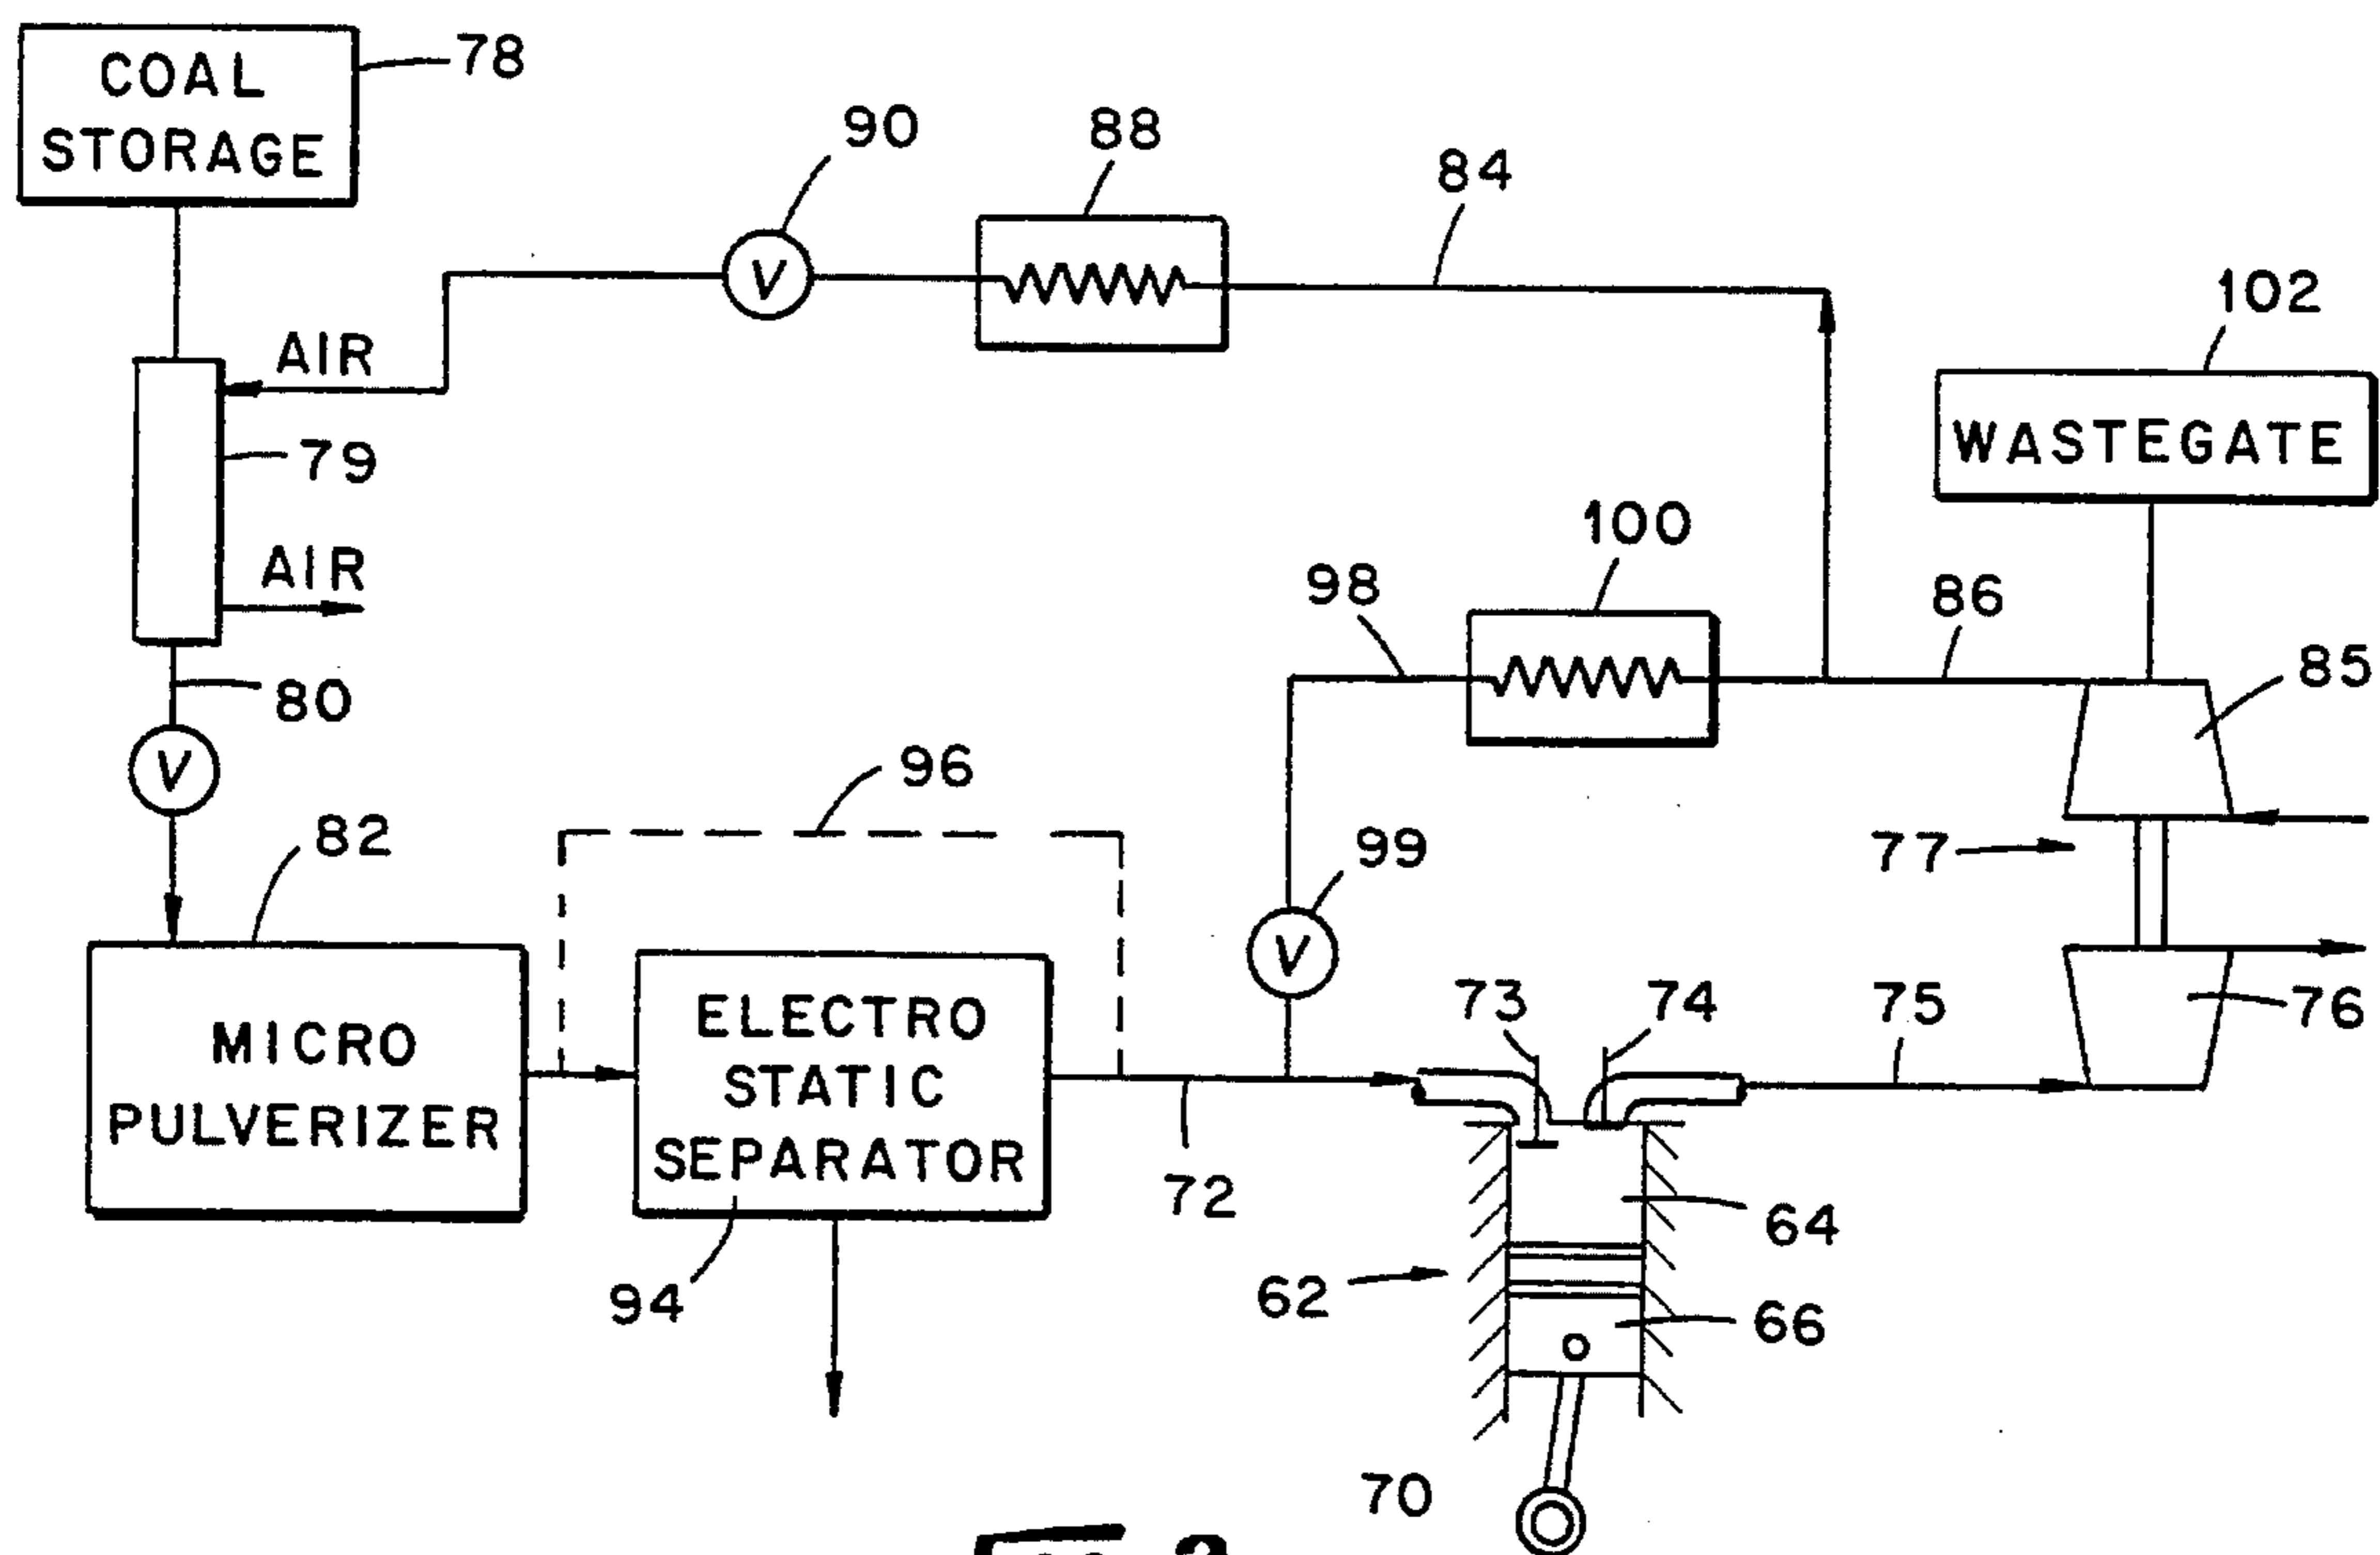 COAL
STORAGE
78
90
88
84
102
WASTEGATE
AIR
79
AIR
80
V
V
100
98
86
85
96
82
99
V
77
MICRO
PULVERIZER
ELECTRO
STATIC
SEPARATOR
94
72
73
74
75
76
64
62
66
70